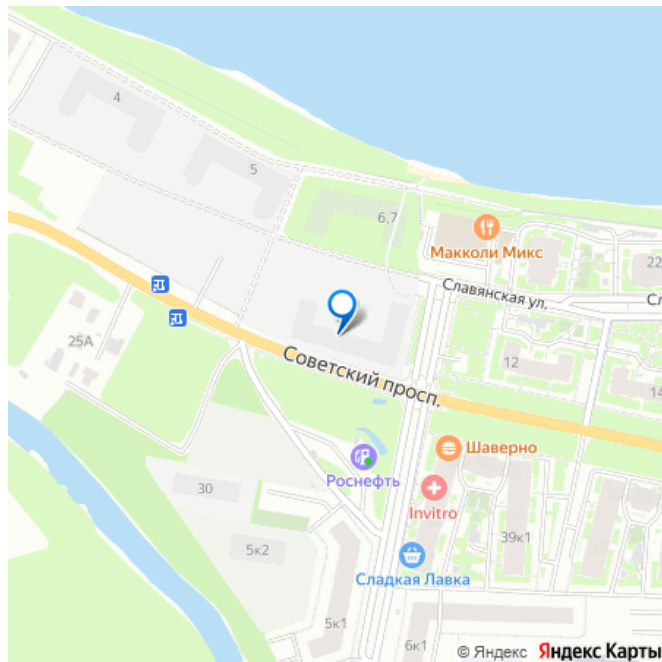 4
5
6,7
Макколи Микс
22
Славянская ул.
25А
12
14
Советский просп.
Шаверно
Роснефть
30
Invitro
39к1
5к2
Сладкая Лавка
5к1
6к1
© Яндекс Яндекс Карты